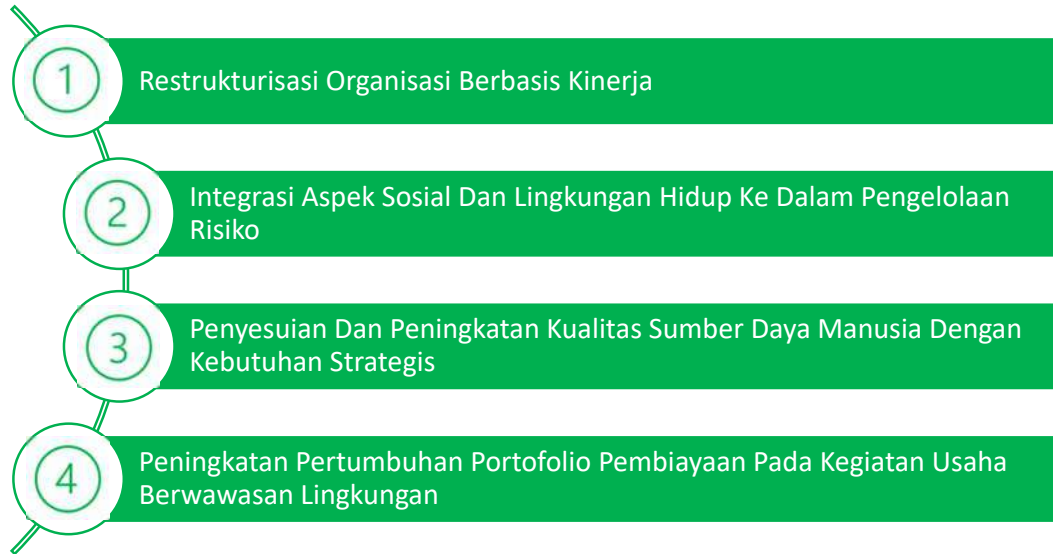 1
Restrukturisasi Organisasi Berbasis Kinerja
2
Integrasi Aspek Sosial Dan Lingkungan Hidup Ke Dalam Pengelolaan
Risiko
3
Penyesuian Dan Peningkatan Kualitas Sumber Daya Manusia Dengan
Kebutuhan Strategis
4
Peningkatan Pertumbuhan Portofolio Pembiayaan Pada Kegiatan Usaha
Berwawasan Lingkungan